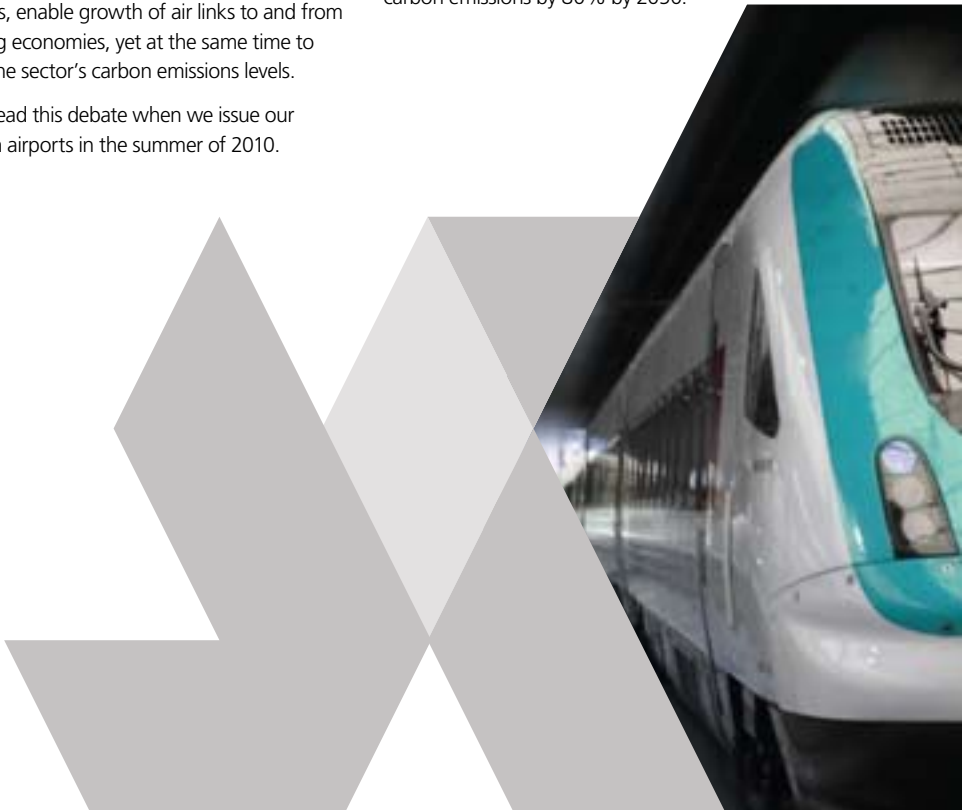 s, enable growth of air links to and from
g economies, yet at the same time to
he sector’s carbon emissions levels.
ead this debate when we issue our
n airports in the summer of 2010.
carbon emissions by 80% by 2050.